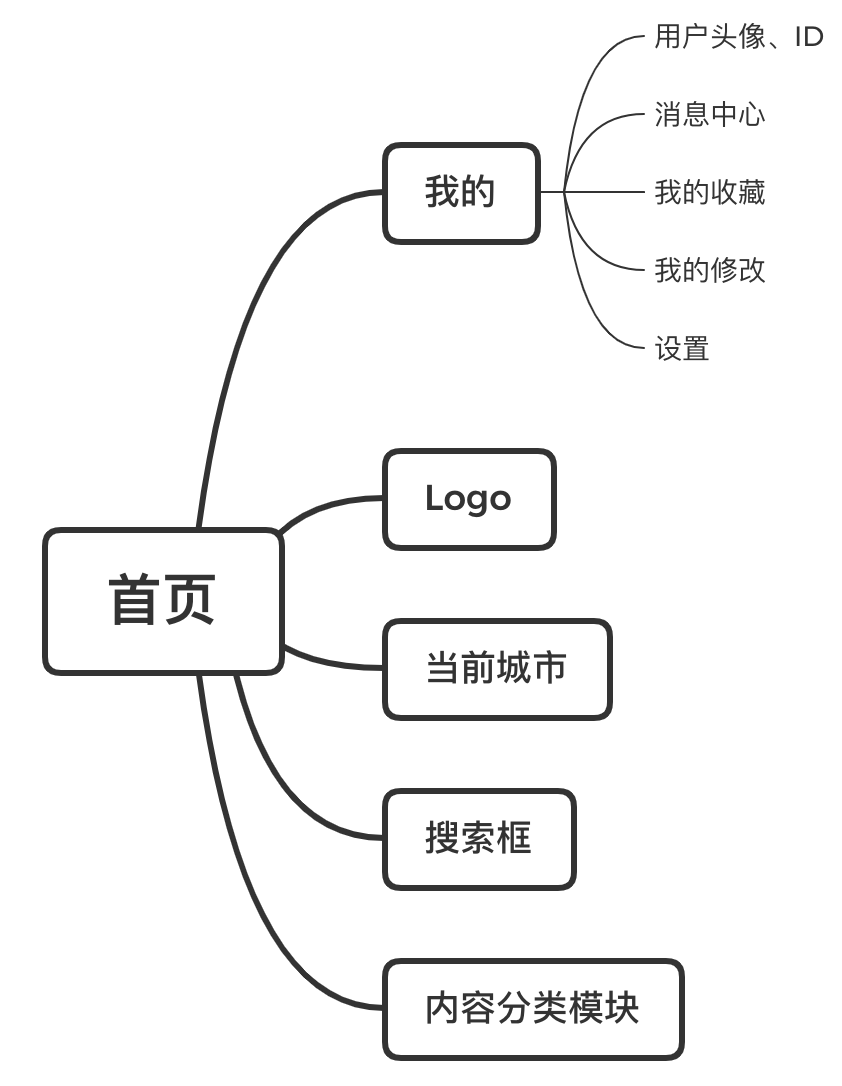 用户头像、ID
消息中心
我的
我的收藏
我的修改
设置
Logo
首页
当前城市
搜索框
内容分类模块